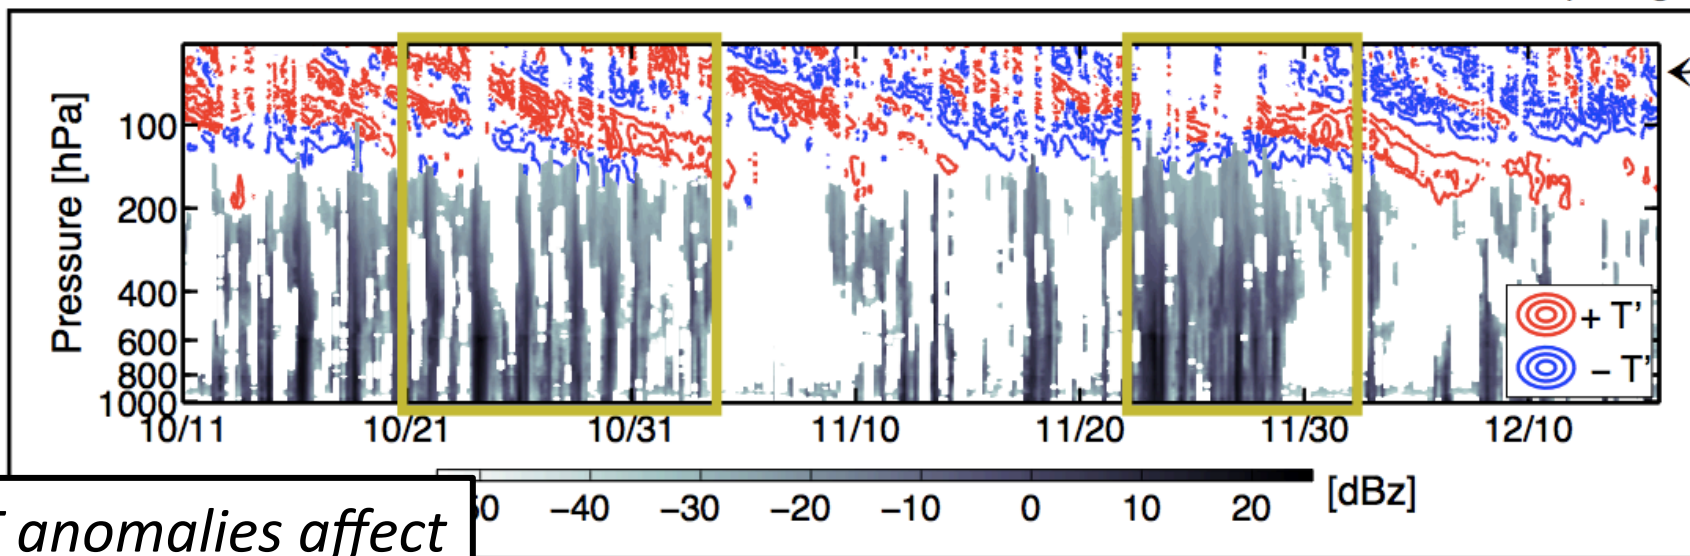 Pressure [hPa]
100
200
400
600
800
1000
+ T'
− T'
10/11 10/21 10/31 11/10 11/20 11/30 12/10
−40 −30 −20 −10 0 10 20 [dBz]
anomalies affect